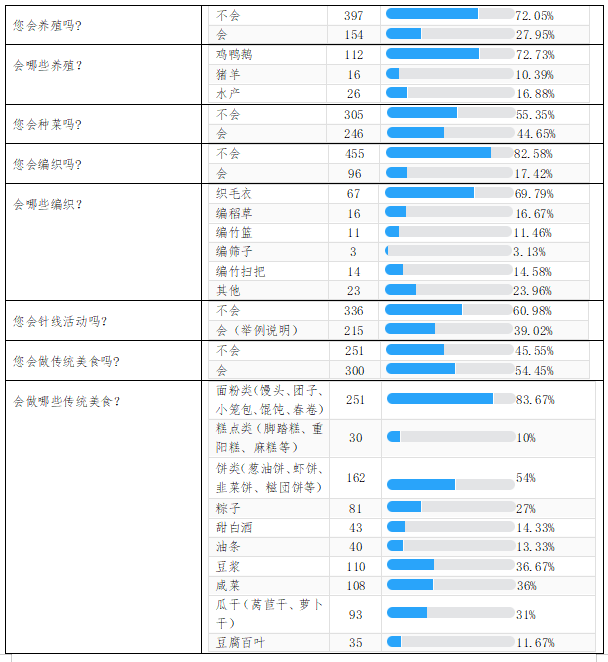 您会养殖吗?
不会 397 72.05%
会 154 27.95%
会哪些养殖?
鸡鸭鹅 112 72.73%
猪羊 16 10.39%
水产 26 16.88%
您会种菜吗?
不会 305 55.35%
会 246 44.65%
您会编织吗?
不会 455 82.58%
会 96 17.42%
会哪些编织?
织毛衣 67 69.79%
编稻草 16 16.67%
编竹篮 11 11.46%
编筛子 3 3.13%
编竹扫把 14 14.58%
其他 23 23.96%
您会针线活动吗?
不会 336 60.98%
会（举例说明） 215 39.02%
您会做传统美食吗?
不会 251 45.55%
会 300 54.45%
会做哪些传统美食?
面粉类(馒头、团子、
小笼包、馄饨、春卷) 251 83.67%
糕点类（脚踏糕、重
阳糕、麻糕等） 30 10%
饼类(葱油饼、虾饼、
韭菜饼、糍团饼等) 162 54%
粽子 81 27%
甜白酒 43 14.33%
油条 40 13.33%
豆浆 110 36.67%
咸菜 108 36%
瓜干(莴苣干、萝卜
干) 93 31%
豆腐百叶 35 11.67%